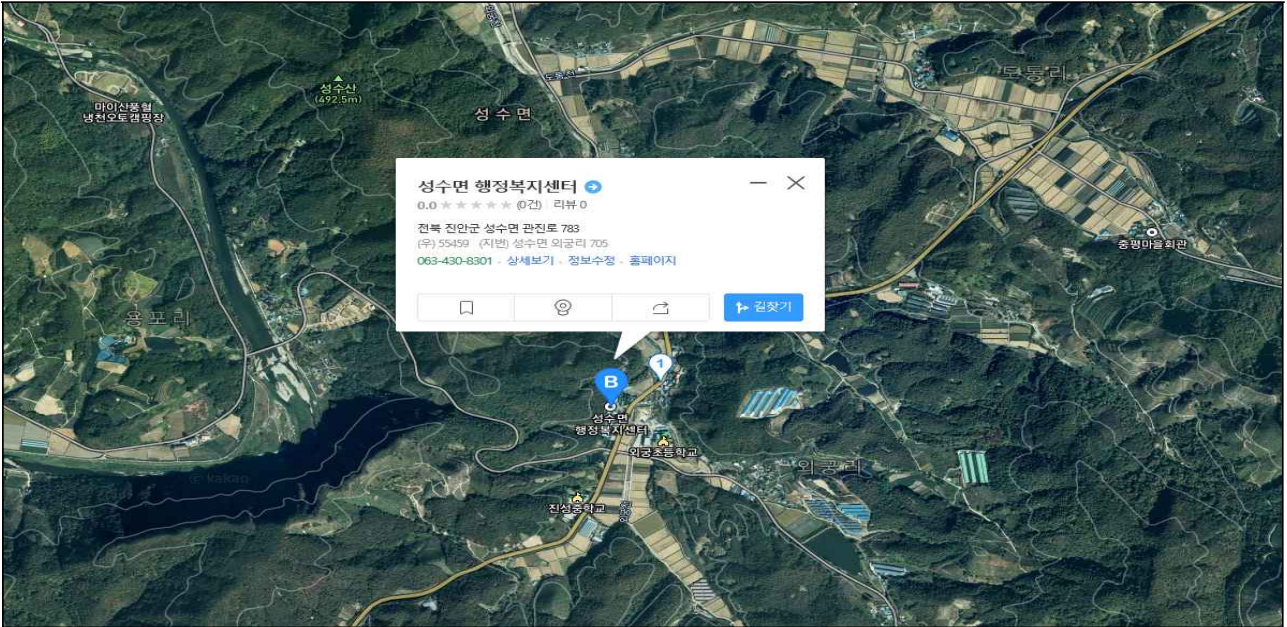 성수산
(492.5m)
마이산풍혈
냉천오토캠핑장
성수면
도통리
성수면 행정복지센터
0.0 ★★★★★ (0건) 리뷰 0
전북 진안군 성수면 관진로 783
(우) 55459 (지번) 성수면 외궁리 705
063-430-8301 · 상세보기 · 정보수정 · 홈페이지
길찾기
중평마을회관
용포리
1
B
성수면
행정복지센터
외궁초등학교
외궁리
© kakao
진성중학교